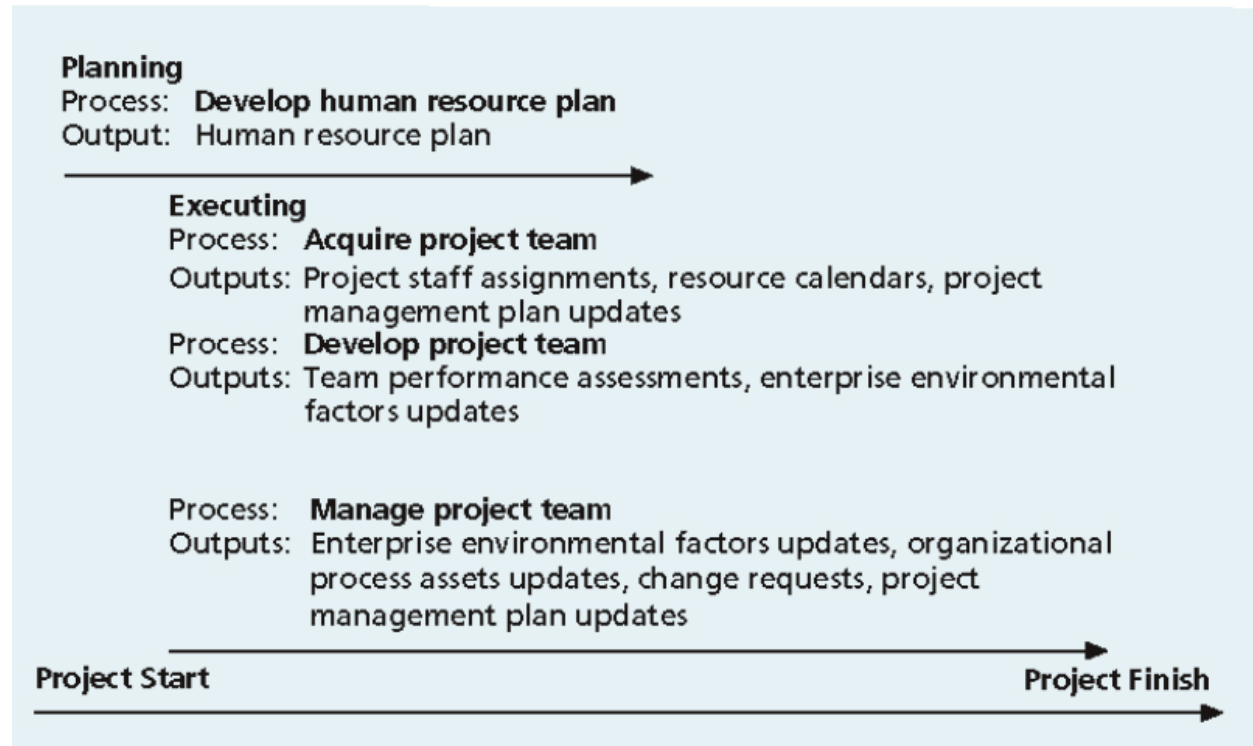 Planning
Process: Develop human resource plan
Output: Human resource plan
Executing
Process: Acquire project team
Outputs: Project staff assignments, resource calendars, project
management plan updates
Process: Develop project team
Outputs: Team performance assessments, enterprise environmental
factors updates
Process: Manage project team
Outputs: Enterprise environmental factors updates, organizational
process assets updates, change requests, project
management plan updates
Project Start
Project Finish